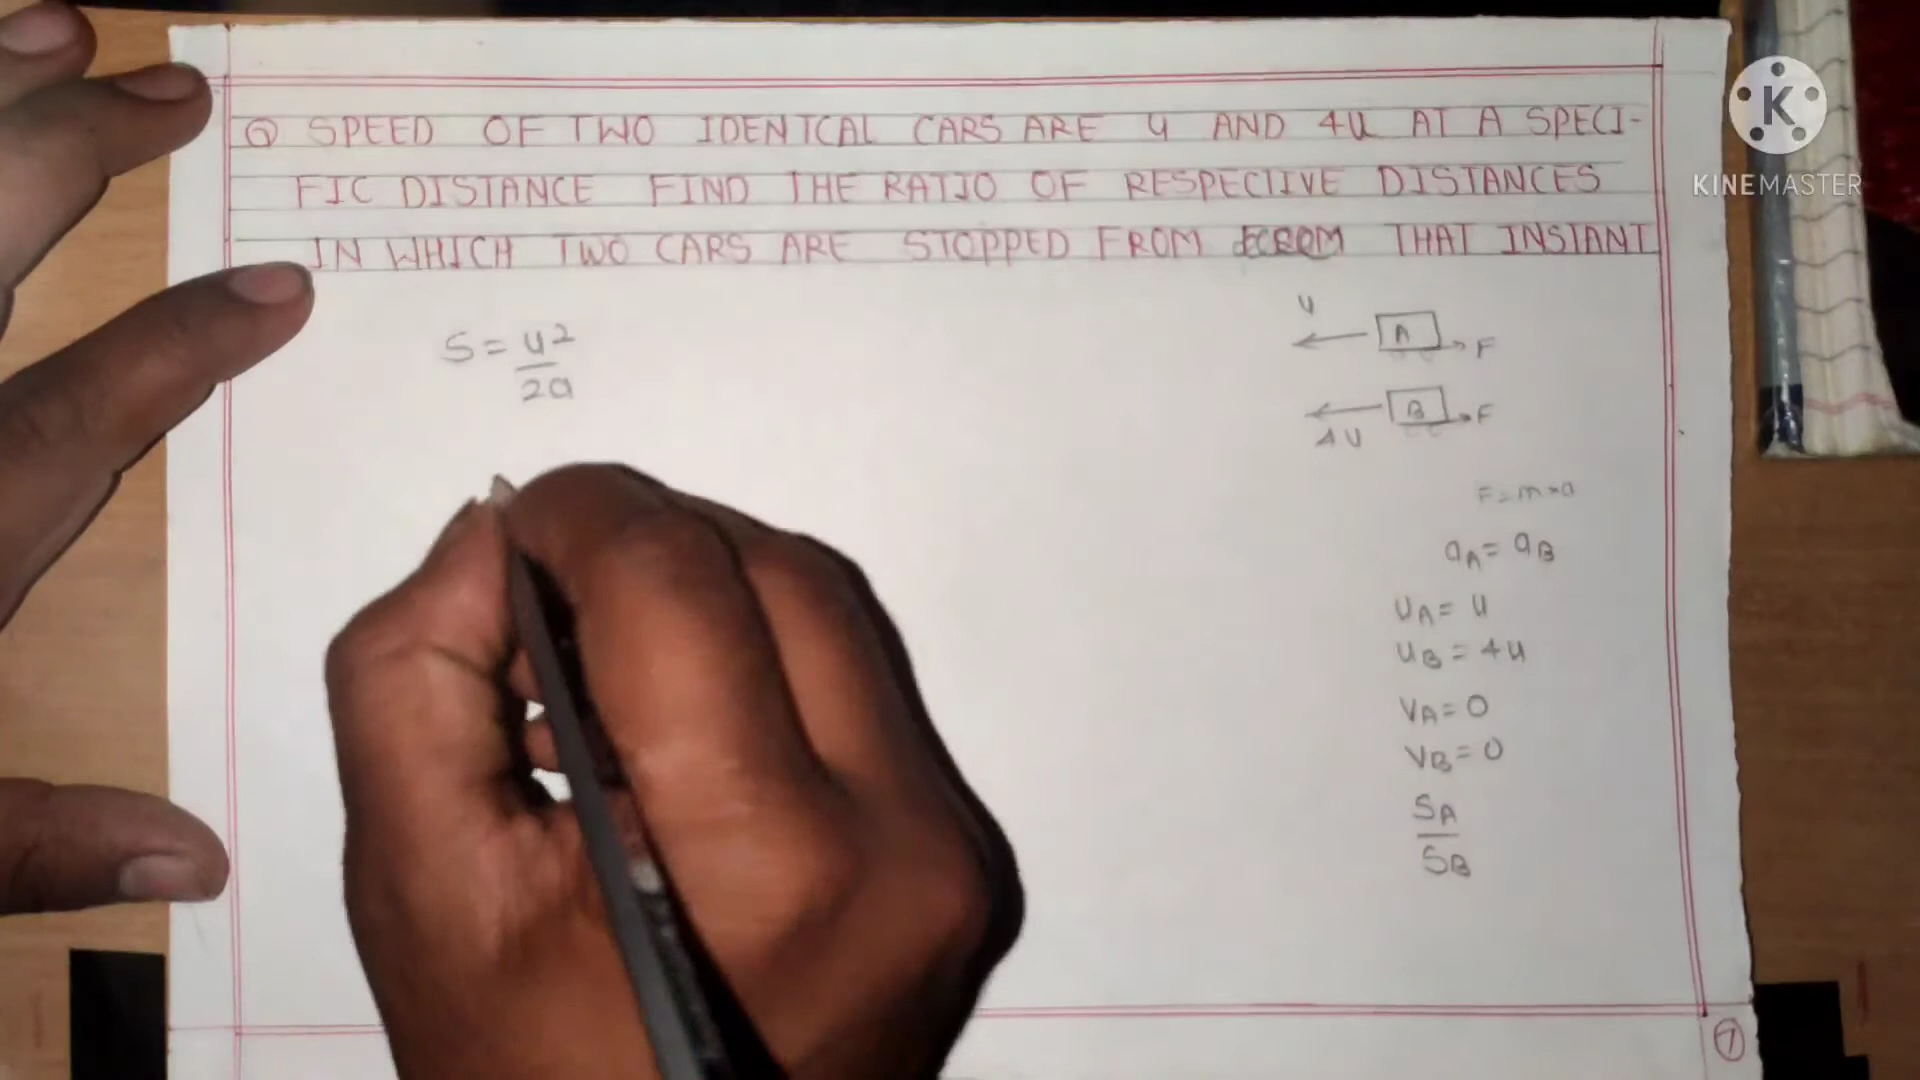 Q SPEED OF TWO IDENTCAL CARS ARE U AND 4U AT A SPECI-
FIC DISTANCE FIND THE RATIO OF RESPECTIVE DISTANCES
IN WHICH TWO CARS ARE STOPPED FROM THAT INSTANT
S = u²/2a
U
A F
B F
4U
F = m×a
aA = aB
UA = U
UB = 4U
VA = 0
VB = 0
SA
SB
7
K
KINEMASTER